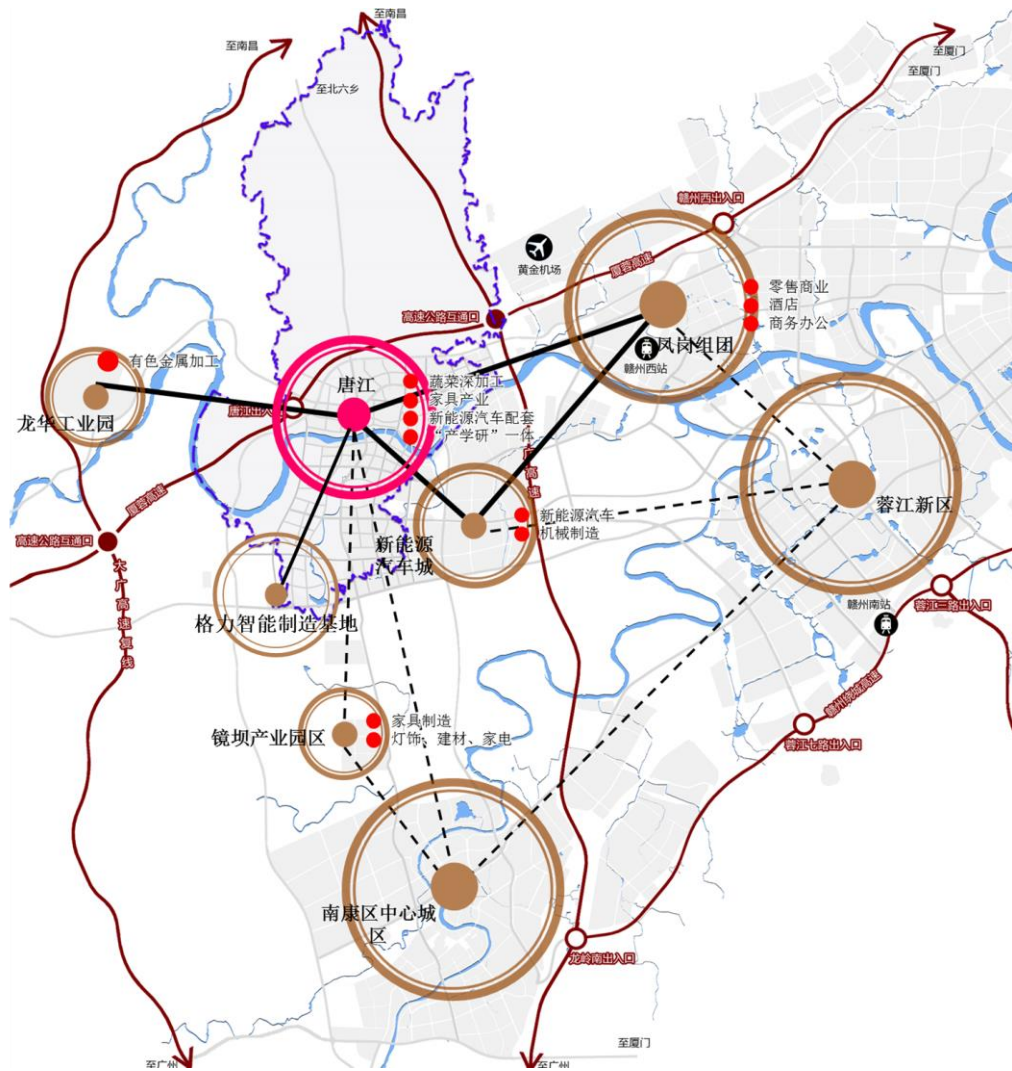 至南昌
至南昌
至厦门
至厦门
至北六乡
赣州西出入口
黄金机场
厦蓉高速
零售商业
酒店
商务办公
高速公路互通口
凤岗组团
赣州西站
有色金属加工
唐江
蔬菜深加工
家具产业
新能源汽车配套
“产学研”一体
唐江出入口
龙华工业园
厦蓉高速
广高速
蓉江新区
新能源汽车
机械制造
高速公路互通口
新能源
汽车城
大广高速复线
赣州南站
蓉江三路出入口
格力智能制造基地
赣州绕城高速
家具制造
镜坝产业园区
灯饰、建材、家电
蓉江七路出入口
南康区中心城
区
龙岭南出入口
至厦门
至广州
至广州